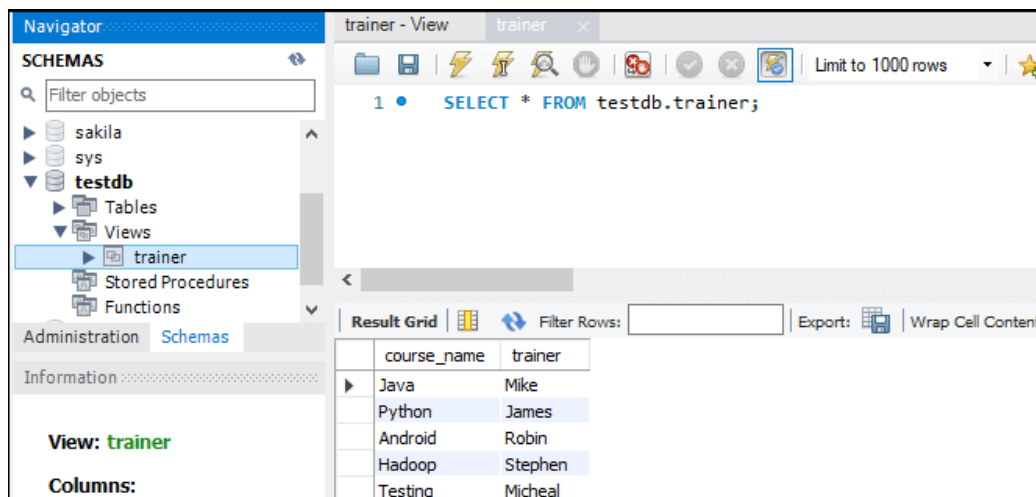 Navigator
SCHEMAS
Filter objects
sakila
sys
testdb
Tables
Views
trainer
Stored Procedures
Functions
Administration Schemas
Information
View: trainer
Columns:
trainer - View trainer
Limit to 1000 rows
1 SELECT * FROM testdb.trainer;
Result Grid Filter Rows: Export: Wrap Cell Conten
course_name trainer
Java Mike
Python James
Android Robin
Hadoop Stephen
Testing Micheal